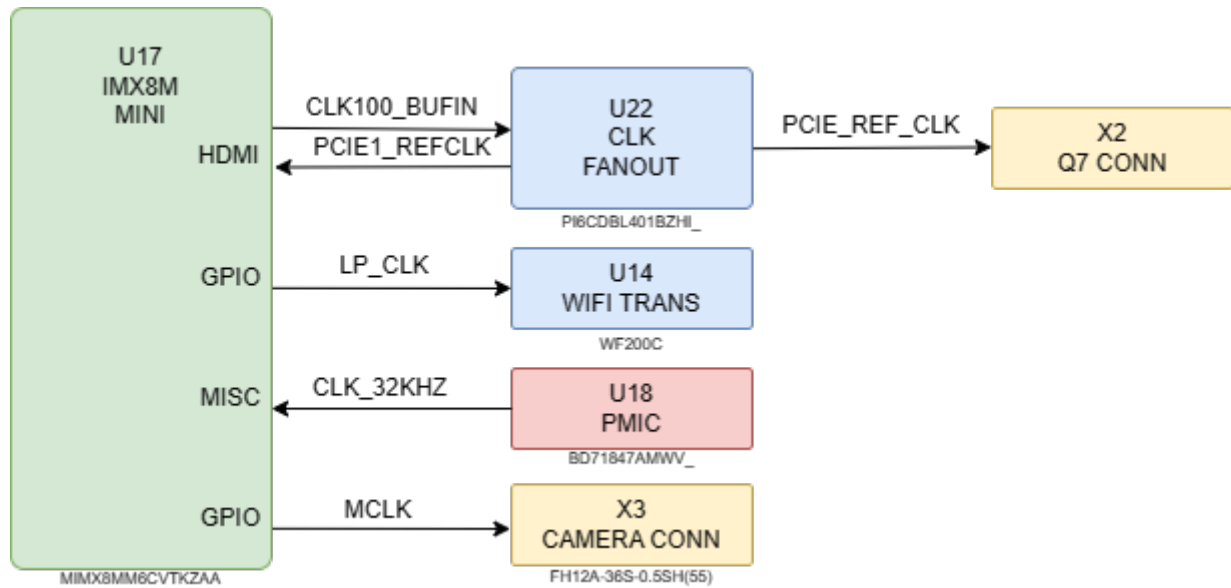 U17
IMX8M
MINI
HDMI
GPIO
MISC
GPIO
MIMX8MM6CVTKZAA
CLK100_BUFIN
PCIE1_REFCLK
U22
CLK
FANOUT
PI6CDBL401BZHI_
PCIE_REF_CLK
X2
Q7 CONN
LP_CLK
U14
WIFI TRANS
WF200C
CLK_32KHZ
U18
PMIC
BD71847AMWV_
MCLK
X3
CAMERA CONN
FH12A-36S-0.5SH(55)